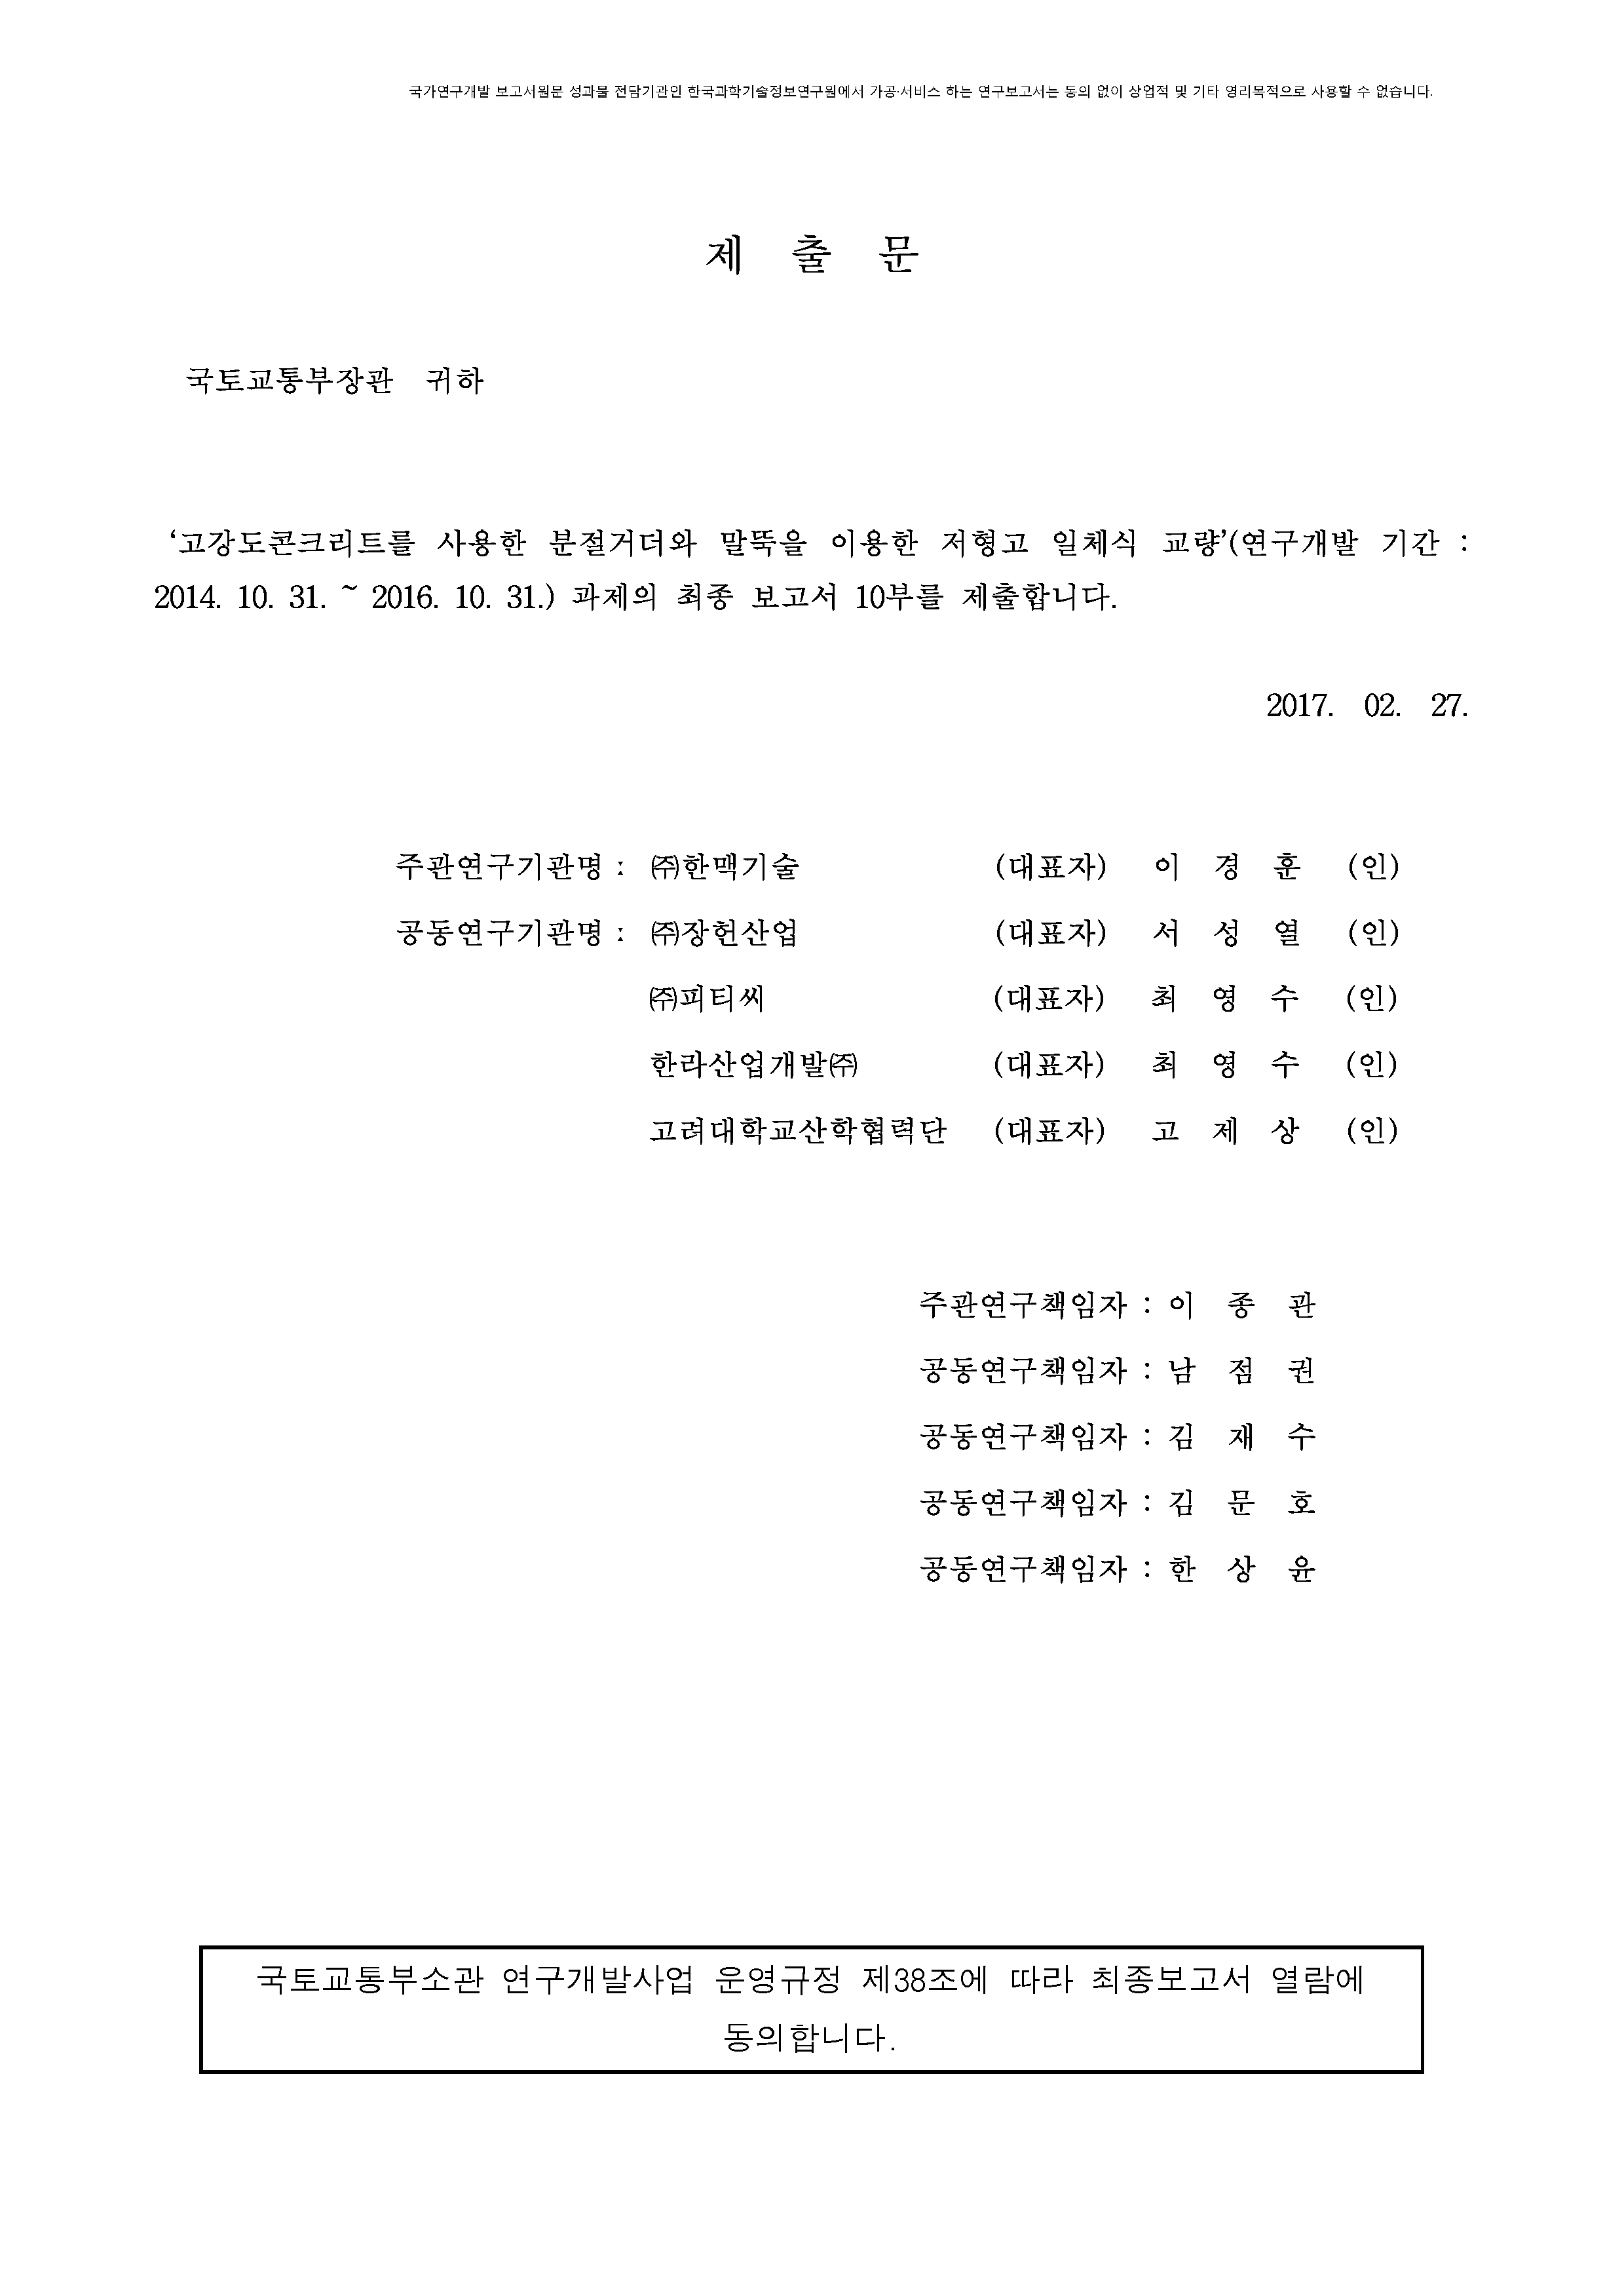 국가연구개발 보고서원문 성과물 전담기관인 한국과학기술정보연구원에서 가공·서비스 하는 연구보고서는 동의 없이 상업적 및 기타 영리목적으로 사용할 수 없습니다.
제 출 문
국토교통부장관 귀하
‘고강도콘크리트를 사용한 분절거더와 말뚝을 이용한 저형고 일체식 교량’(연구개발 기간 :
2014. 10. 31. ~ 2016. 10. 31.) 과제의 최종 보고서 10부를 제출합니다.
2017. 02. 27.
주관연구기관명 : ㈜한맥기술 (대표자) 이 경 훈 (인)
공동연구기관명 : ㈜장헌산업 (대표자) 서 성 열 (인)
㈜피티씨 (대표자) 최 영 수 (인)
한라산업개발㈜ (대표자) 최 영 수 (인)
고려대학교산학협력단 (대표자) 고 제 상 (인)
주관연구책임자 : 이 종 관
공동연구책임자 : 남 점 권
공동연구책임자 : 김 재 수
공동연구책임자 : 김 문 호
공동연구책임자 : 한 상 윤
국토교통부소관 연구개발사업 운영규정 제38조에 따라 최종보고서 열람에
동의합니다.